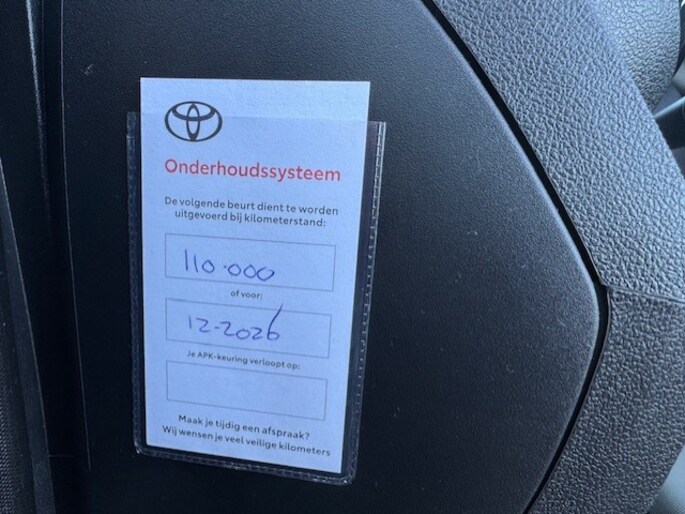 Onderhoudssysteem
De volgende beurt dient te worden
uitgevoerd bij kilometerstand:
110.000
of voor:
12-2026
Je APK-keuring verloopt op:
Maak je tijdig een afspraak?
Wij wensen je veel veilige kilometers